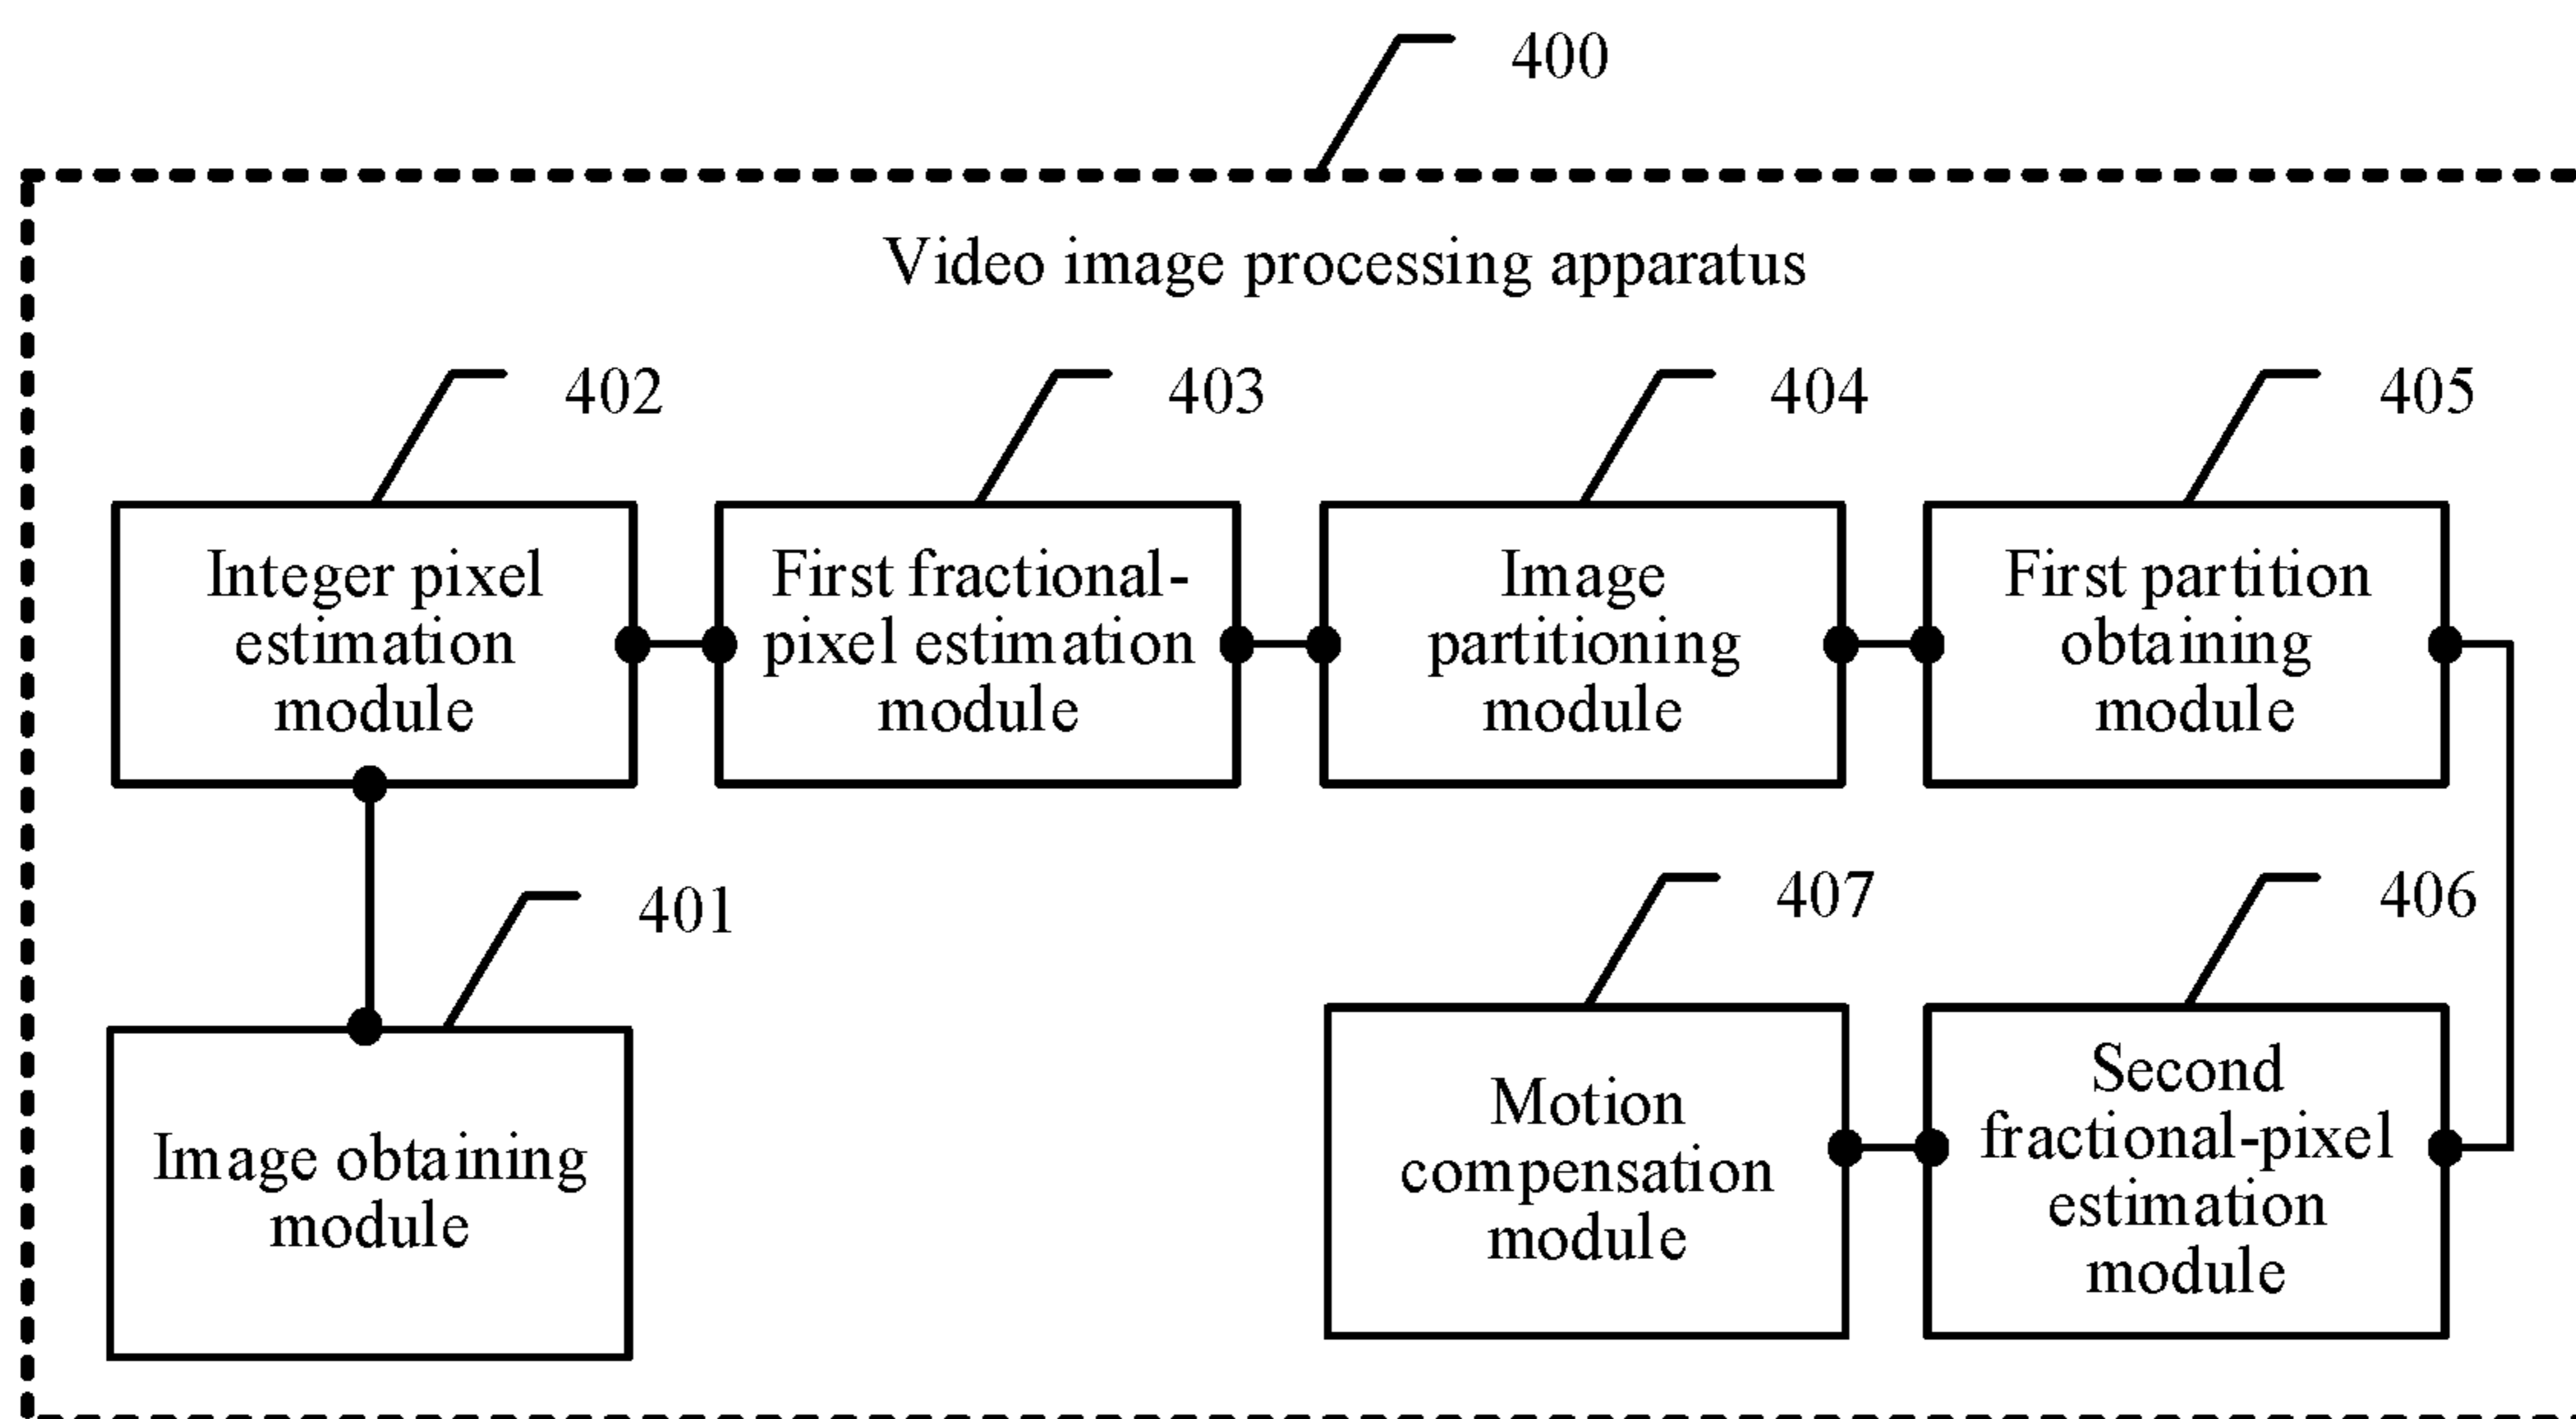 400
Video image processing apparatus
402
403
404
405
Integer pixel
estimation
module
First fractional-
pixel estimation
module
Image
partitioning
module
First partition
obtaining
module
401
407
406
Image obtaining
module
Motion
compensation
module
Second
fractional-pixel
estimation
module